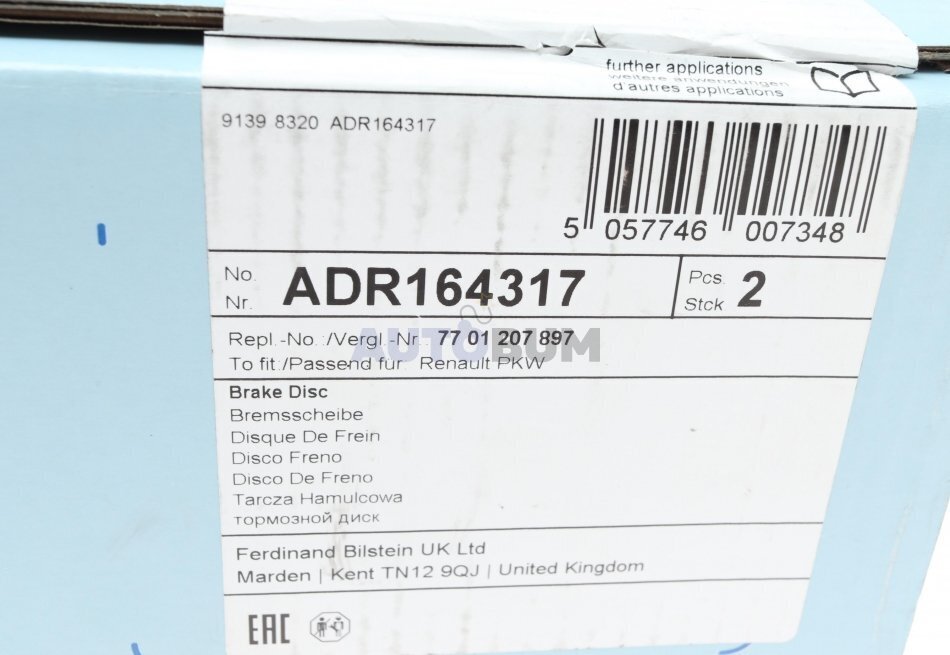 further applications
weitere anwendungen
d'autres applications
9139 8320 ADR164317
5 057746 007348
No.
Nr. ADR164317
Pcs.
Stck 2
Repl.-No.:/Vergl.-Nr. 77 01 207 897
To fit:/Passend für: Renault PKW
AUTOBUM
Brake Disc
Bremsscheibe
Disque De Frein
Disco Freno
Disco De Freno
Tarcza Hamulcowa
тормозной диск
Ferdinand Bilstein UK Ltd
Marden | Kent TN12 9QJ | United Kingdom
EAC